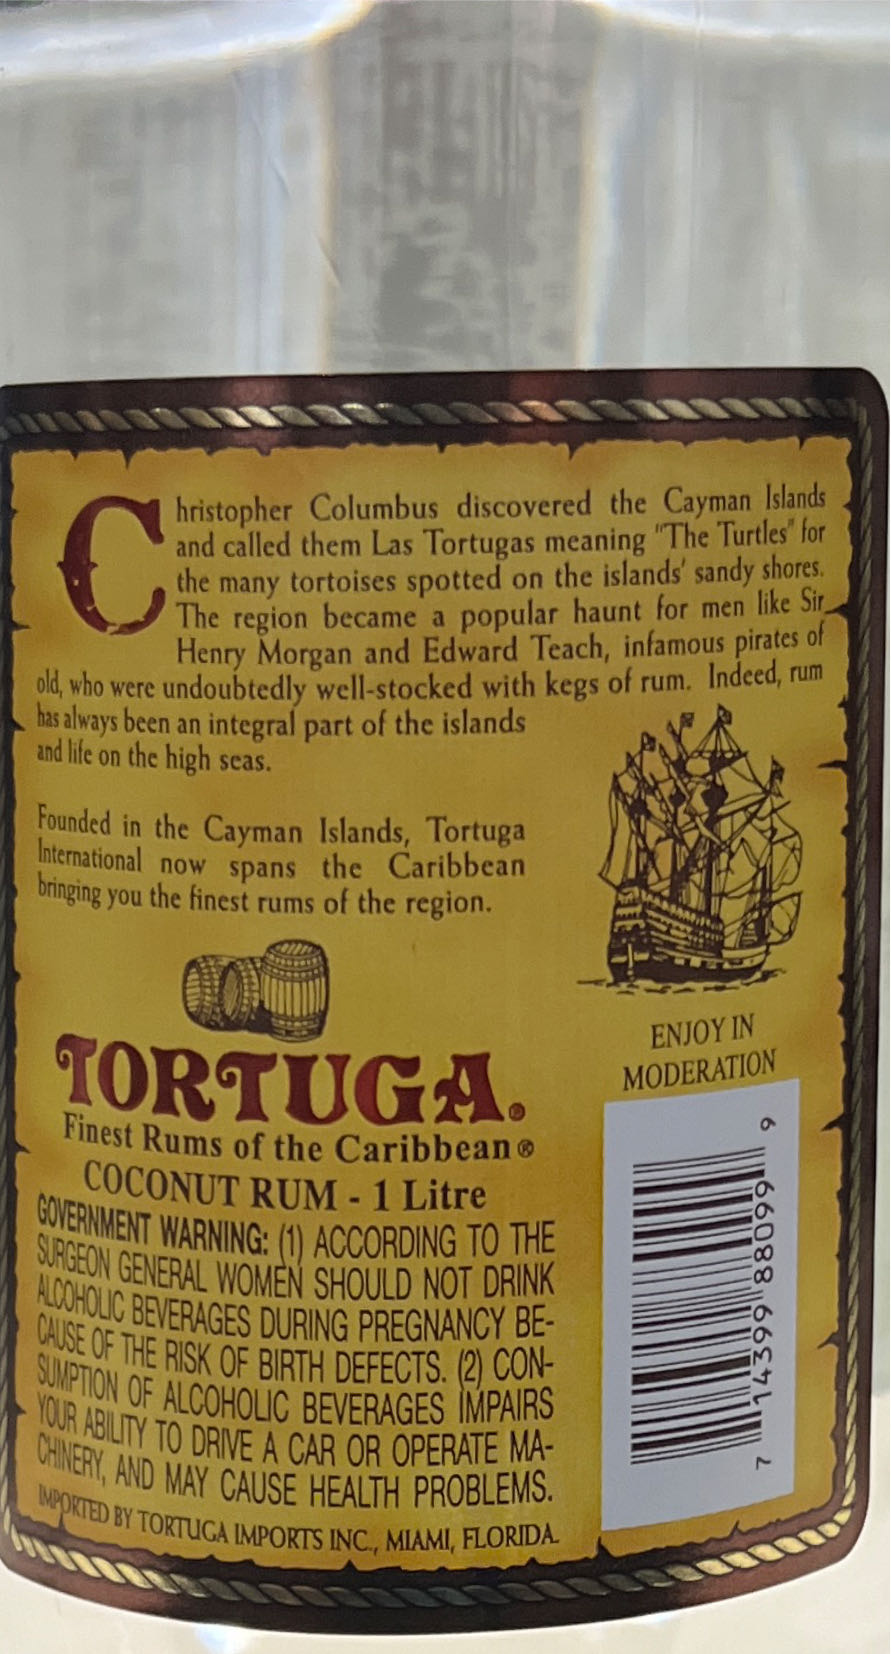 Christopher Columbus discovered the Cayman Islands
and called them Las Tortugas meaning "The Turtles" for
the many tortoises spotted on the islands' sandy shores.
The region became a popular haunt for men like Sir
Henry Morgan and Edward Teach, infamous pirates of
old, who were undoubtedly well-stocked with kegs of rum. Indeed, rum
has always been an integral part of the islands
and life on the high seas.
Founded in the Cayman Islands, Tortuga
International now spans the Caribbean
bringing you the finest rums of the region.
TORTUGA®
Finest Rums of the Caribbean®
COCONUT RUM - 1 Litre
GOVERNMENT WARNING: (1) ACCORDING TO THE
SURGEON GENERAL WOMEN SHOULD NOT DRINK
ALCOHOLIC BEVERAGES DURING PREGNANCY BE-
CAUSE OF THE RISK OF BIRTH DEFECTS. (2) CON-
SUMPTION OF ALCOHOLIC BEVERAGES IMPAIRS
YOUR ABILITY TO DRIVE A CAR OR OPERATE MA-
CHINERY, AND MAY CAUSE HEALTH PROBLEMS.
IMPORTED BY TORTUGA IMPORTS INC., MIAMI, FLORIDA.
ENJOY IN
MODERATION
7 14399 88099 9